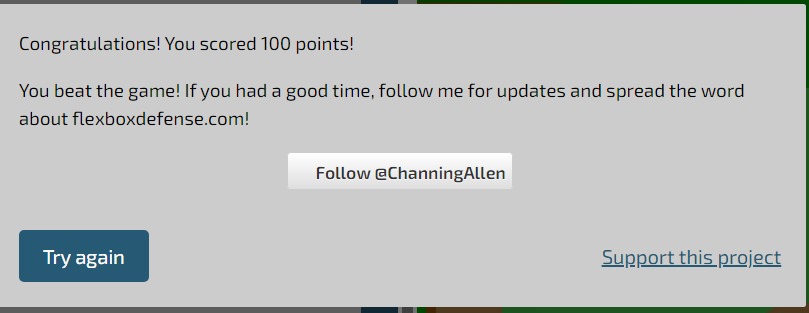 Congratulations! You scored 100 points!
You beat the game! If you had a good time, follow me for updates and spread the word
about flexboxdefense.com!
Follow @ChanningAllen
Try again
Support this project